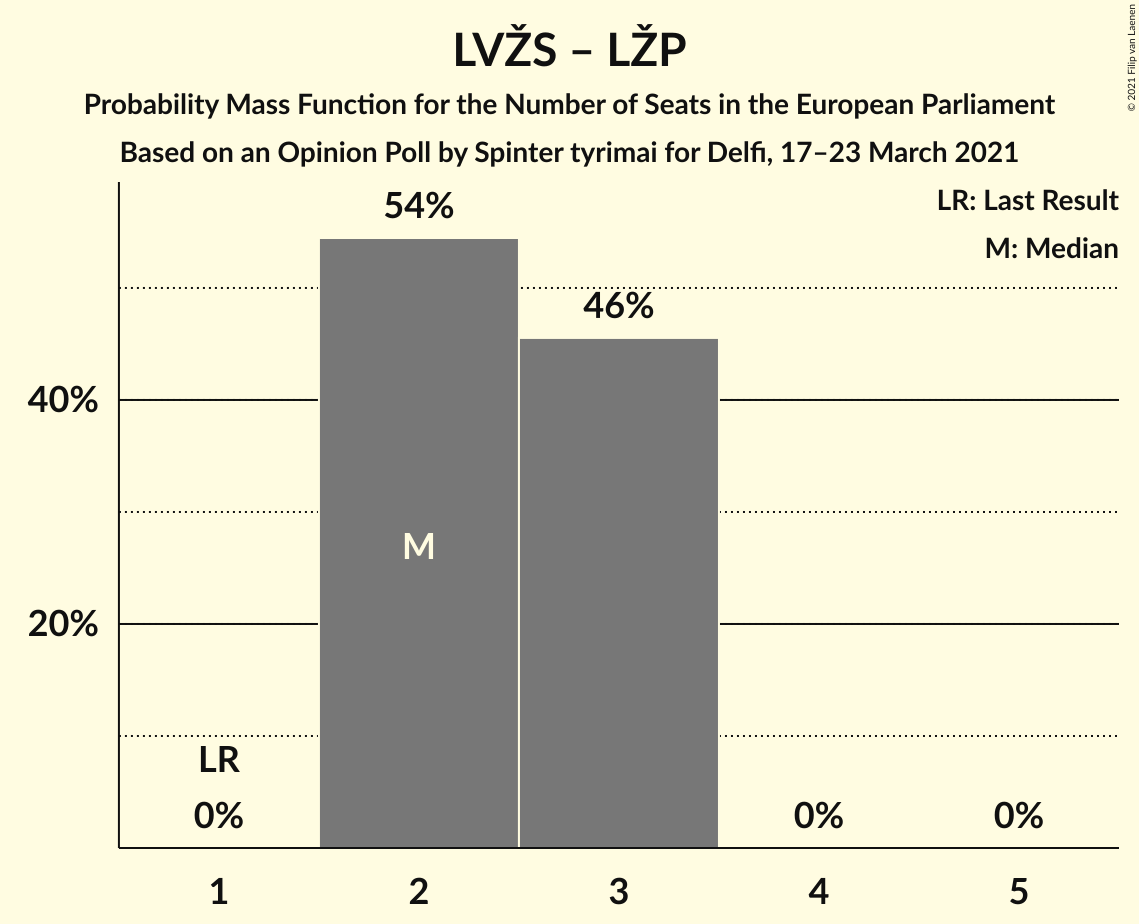 LVŽS – LŽP
Probability Mass Function for the Number of Seats in the European Parliament
Based on an Opinion Poll by Spinter tyrimai for Delfi, 17–23 March 2021
© 2021 Filip van Laenen
LR: Last Result
M: Median
54%
46%
40%
M
20%
LR
0%
0%
0%
1
2
3
4
5